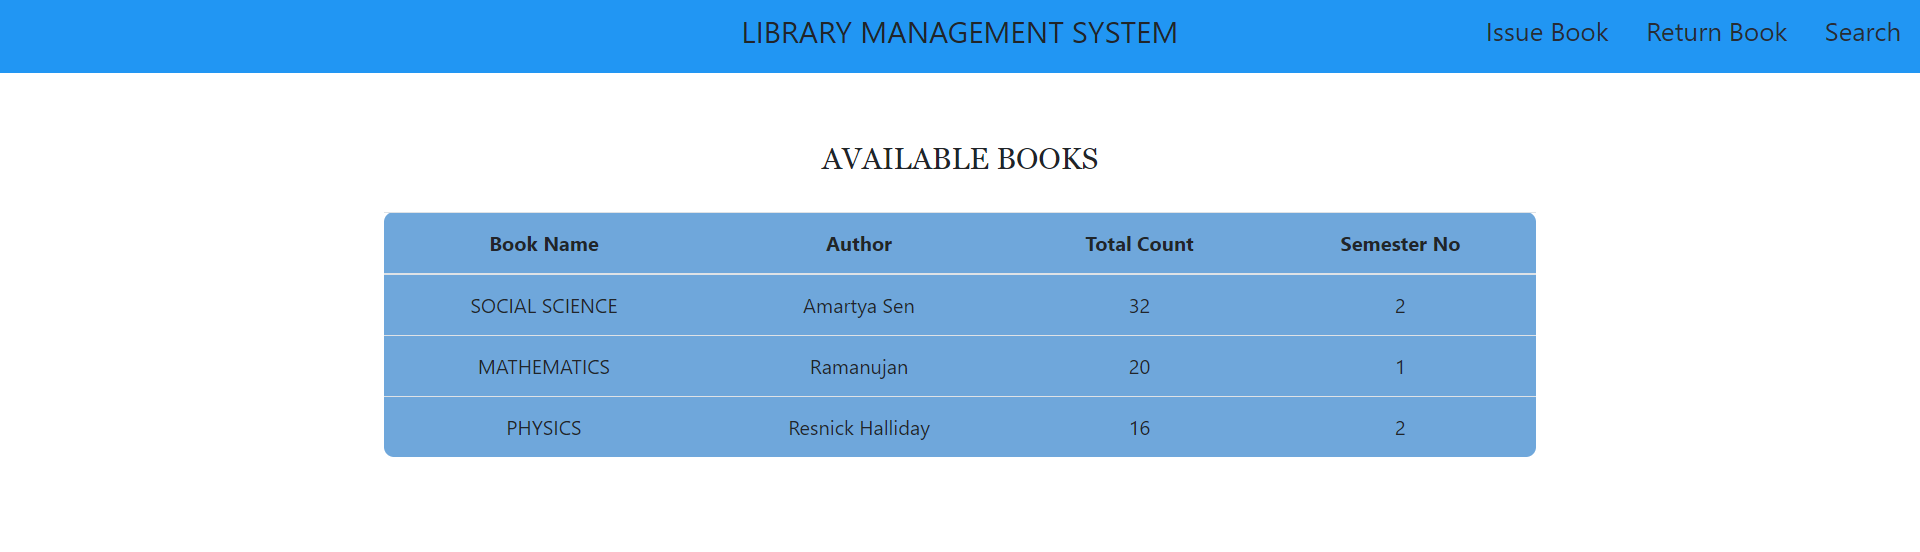 LIBRARY MANAGEMENT SYSTEM Issue Book Return Book Search
AVAILABLE BOOKS
Book Name Author Total Count Semester No
SOCIAL SCIENCE Amartya Sen 32 2
MATHEMATICS Ramanujan 20 1
PHYSICS Resnick Halliday 16 2